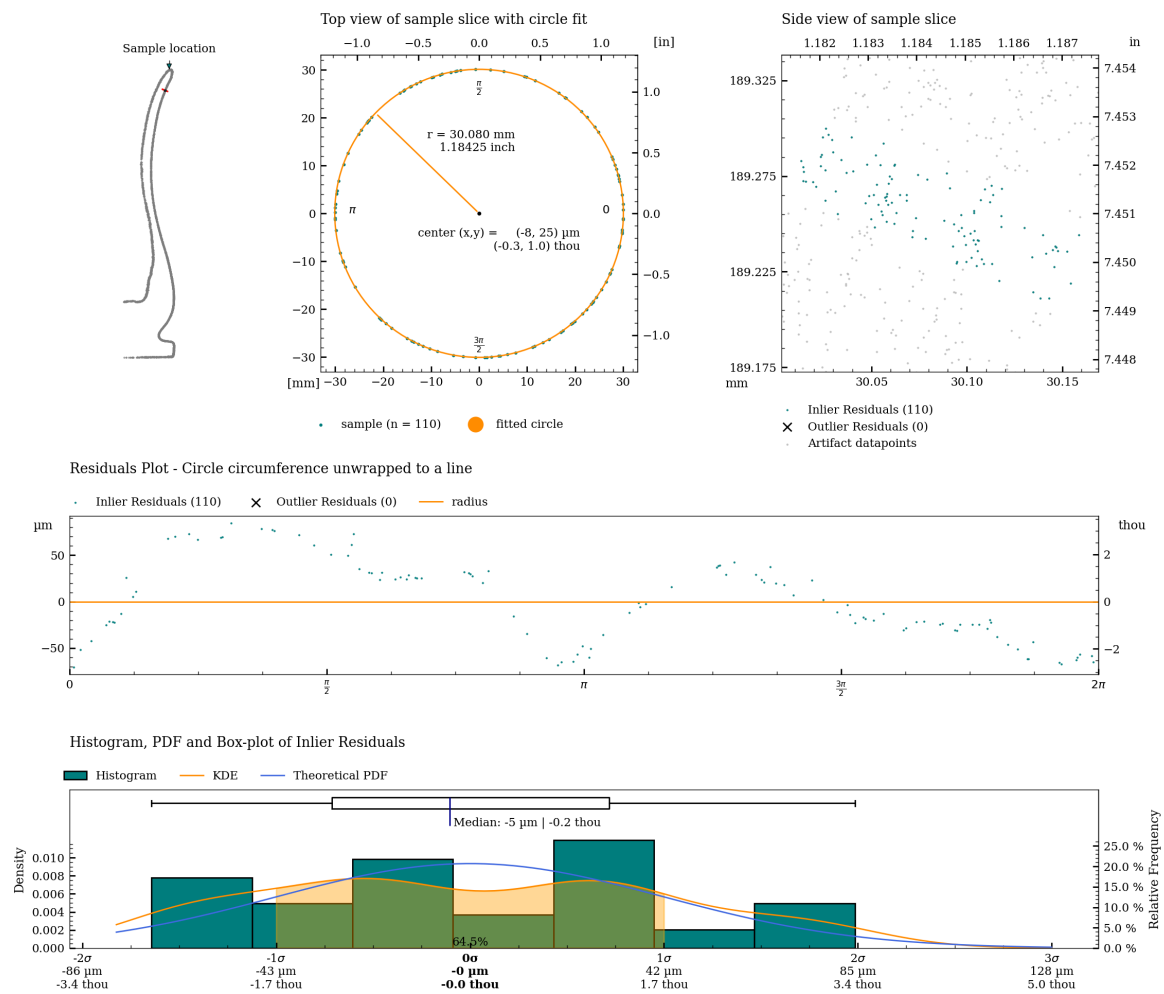 Sample location
Top view of sample slice with circle fit
−1.0 −0.5 0.0 0.5 1.0 [in]
30 20 10 0 −10 −20 −30
1.0 0.5 0.0 −0.5 −1.0
π/2
r = 30.080 mm
1.18425 inch
π 0
center (x,y) = (-8, 25) µm
(-0.3, 1.0) thou
3π/2
[mm] −30 −20 −10 0 10 20 30
sample (n = 110) fitted circle
Side view of sample slice
1.182 1.183 1.184 1.185 1.186 1.187 in
189.325 189.275 189.225 189.175
7.454 7.453 7.452 7.451 7.450 7.449 7.448
mm 30.05 30.10 30.15
Inlier Residuals (110)
Outlier Residuals (0)
Artifact datapoints
Residuals Plot - Circle circumference unwrapped to a line
Inlier Residuals (110) Outlier Residuals (0) radius
µm thou
50 2
0 0
−50 −2
0 π/2 π 3π/2 2π
Histogram, PDF and Box-plot of Inlier Residuals
Histogram KDE Theoretical PDF
Median: -5 µm | -0.2 thou
Density
0.010 0.008 0.006 0.004 0.002 0.000
25.0 % 20.0 % 15.0 % 10.0 % 5.0 % 0.0 %
Relative Frequency
64.5%
-2σ -1σ 0σ 1σ 2σ 3σ
-86 µm -43 µm -0 µm 42 µm 85 µm 128 µm
-3.4 thou -1.7 thou -0.0 thou 1.7 thou 3.4 thou 5.0 thou